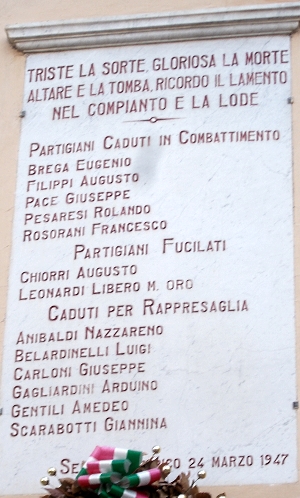 TRISTE LA SORTE, GLORIOSA LA MORTE
ALTARE E LA TOMBA, RICORDO IL LAMENTO
NEL COMPIANTO E LA LODE
PARTIGIANI CADUTI IN COMBATTIMENTO
BREGA EUGENIO
FILIPPI AUGUSTO
PACE GIUSEPPE
PESARESI ROLANDO
ROSORANI FRANCESCO
PARTIGIANI FUCILATI
CHIORRI AUGUSTO
LEONARDI LIBERO M. ORO
CADUTI PER RAPPRESAGLIA
ANIBALDI NAZZARENO
BELARDINELLI LUIGI
CARLONI GIUSEPPE
GAGLIARDINI ARDUINO
GENTILI AMEDEO
SCARABOTTI GIANNINA
24 MARZO 1947